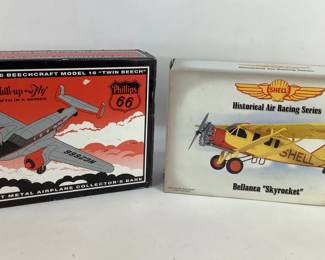 BEECHCRAFT MODEL 18 "TWIN BEECH"
"fill-up and Fly"
IN A SERIES
Phillips
66
METAL AIRPLANE COLLECTOR'S BANK
SHELL
Historical Air Racing Series
SHELL
Bellanca "Skyrocket"